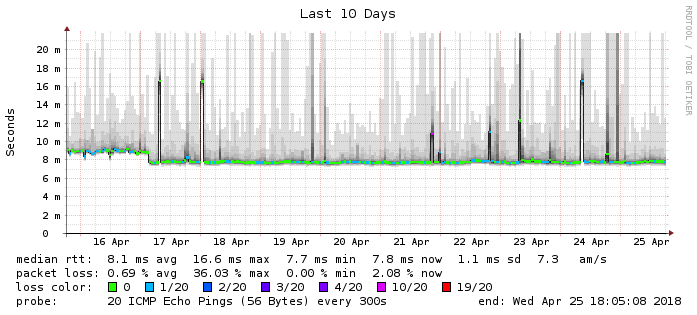 Last 10 Days
RRDTOOL / TOBI OETIKER
Seconds
20 m
18 m
16 m
14 m
12 m
10 m
8 m
6 m
4 m
2 m
0
16 Apr 17 Apr 18 Apr 19 Apr 20 Apr 21 Apr 22 Apr 23 Apr 24 Apr 25 Apr
median rtt: 8.1 ms avg 16.6 ms max 7.7 ms min 7.8 ms now 1.1 ms sd 7.3 am/s
packet loss: 0.69 % avg 36.03 % max 0.00 % min 2.08 % now
loss color: 0 1/20 2/20 3/20 4/20 10/20 19/20
probe: 20 ICMP Echo Pings (56 Bytes) every 300s end: Wed Apr 25 18:05:08 2018